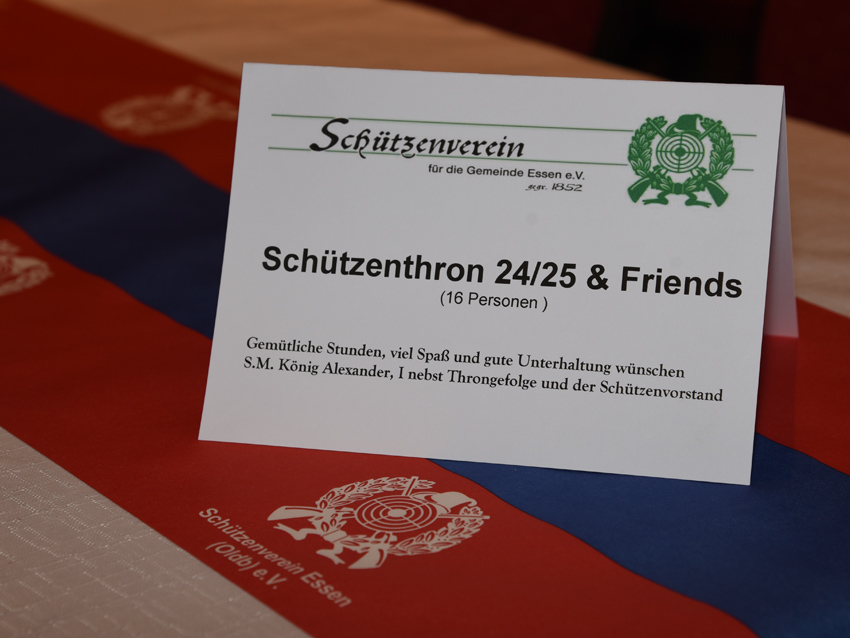 Schützenverein
für die Gemeinde Essen e.V.
gegr. 1852
Schützenthron 24/25 & Friends
(16 Personen )
Gemütliche Stunden, viel Spaß und gute Unterhaltung wünschen
S.M. König Alexander, I nebst Throngefolge und der Schützenvorstand
Schützenverein Essen
(Oldb) e.V.